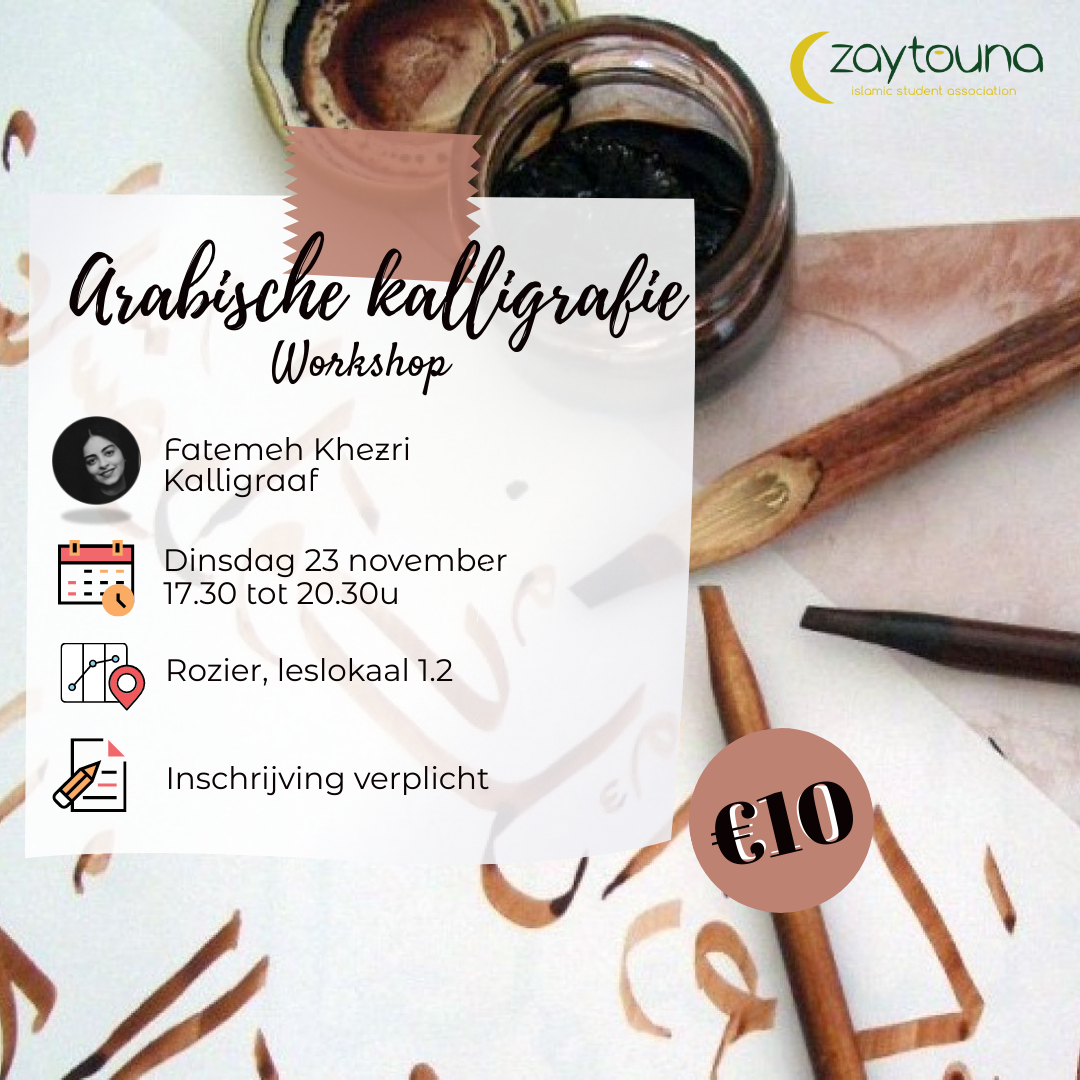 zaytouna
islamic student association
Arabische kalligrafie
Workshop
Fatemeh Khezri
Kalligraaf
Dinsdag 23 november
17.30 tot 20.30u
Rozier, leslokaal 1.2
Inschrijving verplicht
€10